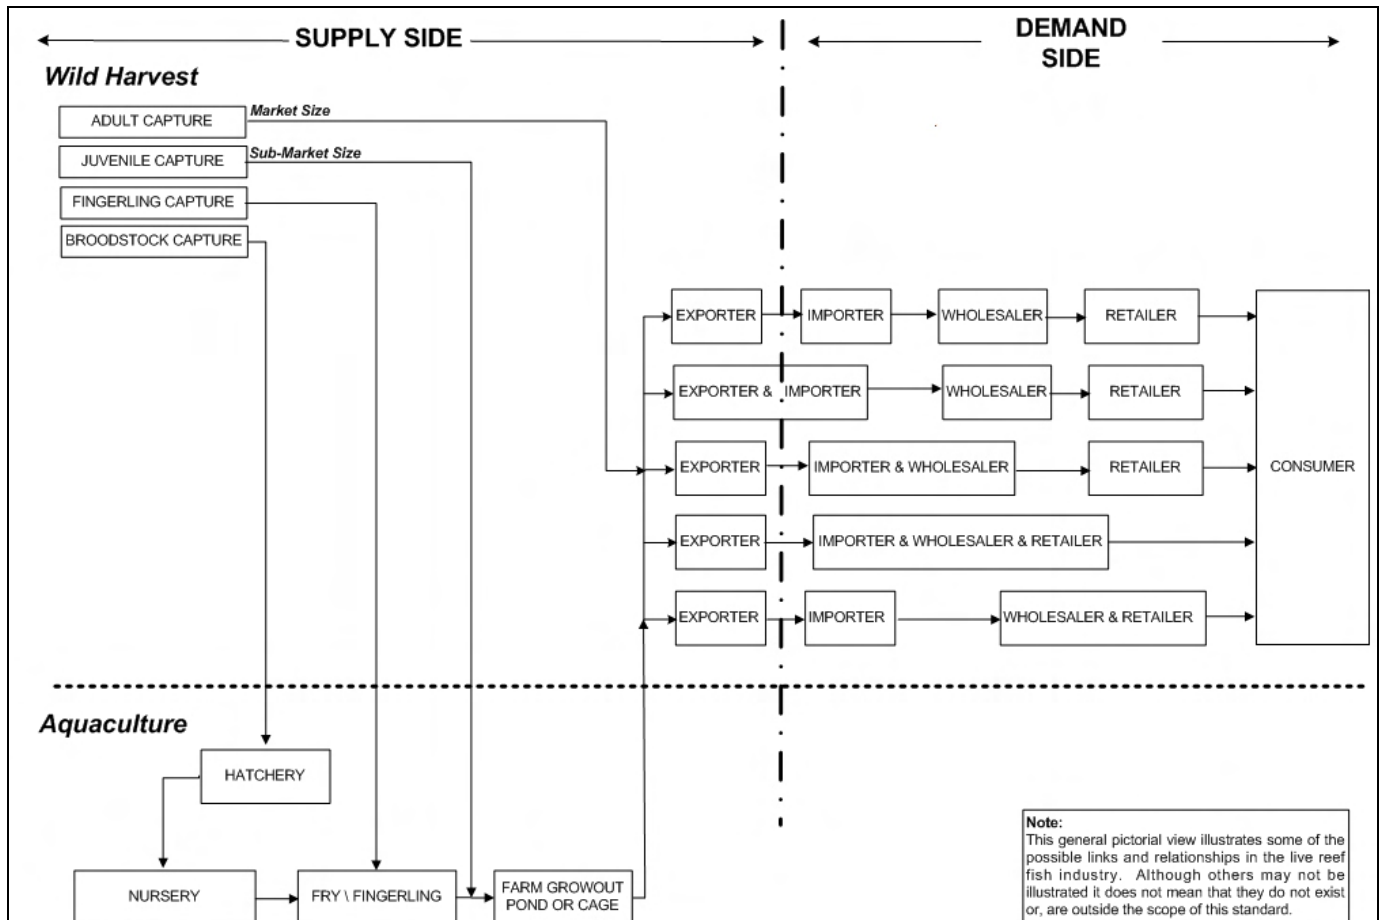 SUPPLY SIDE
DEMAND
SIDE
Wild Harvest
ADULT CAPTURE
Market Size
JUVENILE CAPTURE
Sub-Market Size
FINGERLING CAPTURE
BROODSTOCK CAPTURE
EXPORTER
IMPORTER
WHOLESALER
RETAILER
EXPORTER & IMPORTER
WHOLESALER
RETAILER
EXPORTER
IMPORTER & WHOLESALER
RETAILER
CONSUMER
EXPORTER
IMPORTER & WHOLESALER & RETAILER
EXPORTER
IMPORTER
WHOLESALER & RETAILER
Aquaculture
HATCHERY
NURSERY
FRY \ FINGERLING
FARM GROWOUT
POND OR CAGE
Note:
This general pictorial view illustrates some of the
possible links and relationships in the live reef
fish industry. Although others may not be
illustrated it does not mean that they do not exist
or, are outside the scope of this standard.